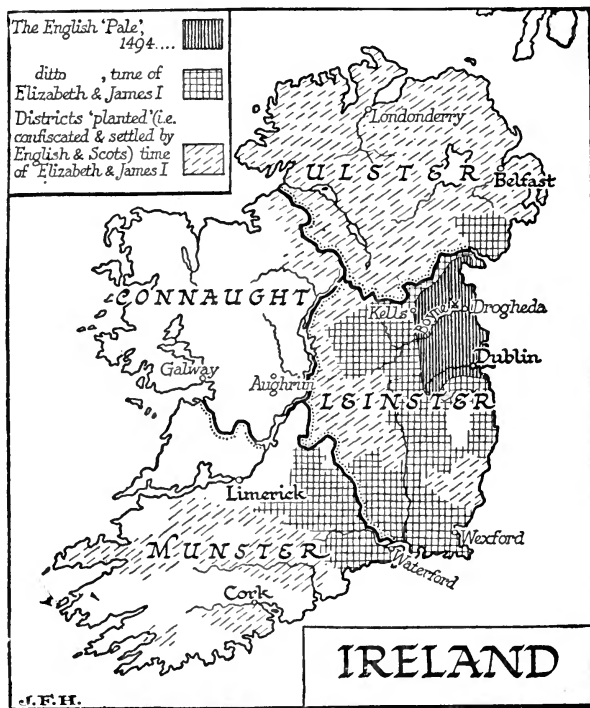 The English 'Pale',
1494....
ditto , time of
Elizabeth & James I
Districts 'planted' (i.e.
confiscated & settled by
English & Scots) time
of Elizabeth & James I
Londonderry
ULSTER
Belfast
CONNAUGHT
Kells
Boyne
Drogheda
Dublin
Galway
Aughrim
LEINSTER
Limerick
MUNSTER
Wexford
Waterford
Cork
IRELAND
J.F.H.